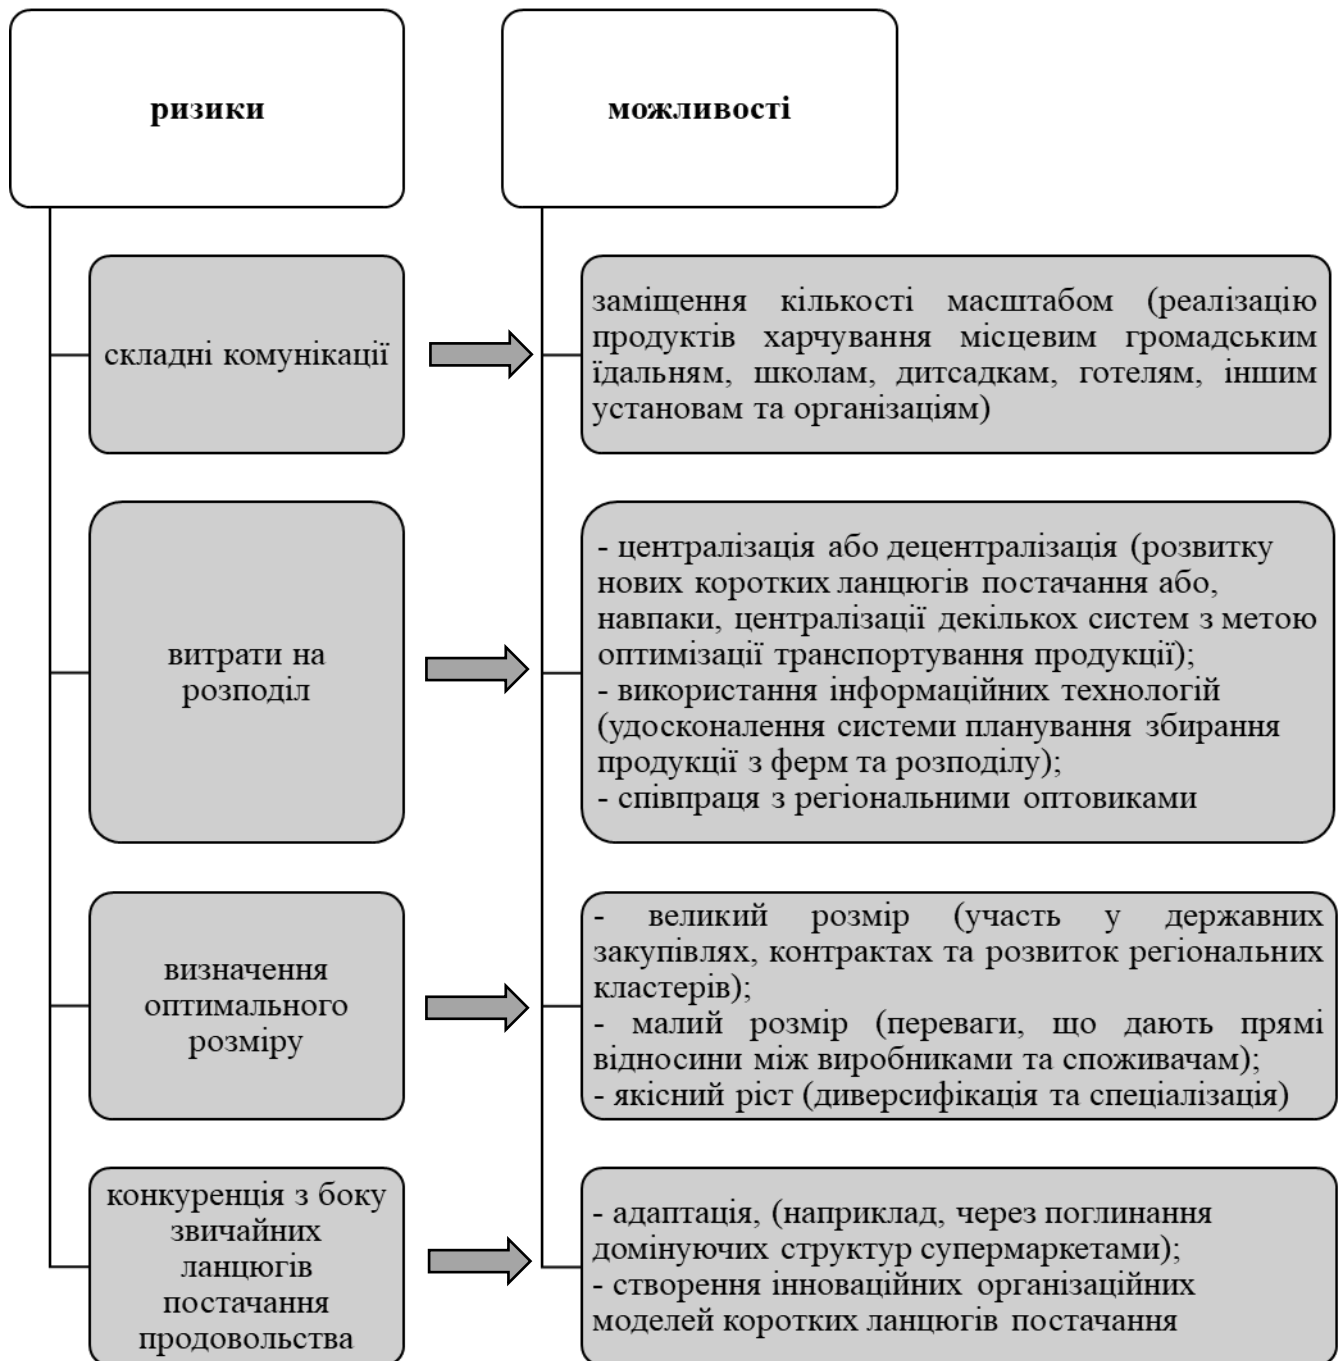 ризики
можливості
складні комунікації
заміщення кількості масштабом (реалізацію
продуктів харчування місцевим громадським
їдальням, школам, дитсадкам, готелям, іншим
установам та організаціям)
витрати на
розподіл
- централізація або децентралізація (розвитку
нових коротких ланцюгів постачання або,
навпаки, централізації декількох систем з метою
оптимізації транспортування продукції);
- використання інформаційних технологій
(удосконалення системи планування збирання
продукції з ферм та розподілу);
- співпраця з регіональними оптовиками
визначення
оптимального
розміру
- великий розмір (участь у державних
закупівлях, контрактах та розвиток регіональних
кластерів);
- малий розмір (переваги, що дають прямі
відносини між виробниками та споживачам);
- якісний ріст (диверсифікація та спеціалізація)
конкуренція з боку
звичайних
ланцюгів
постачання
продовольства
- адаптація, (наприклад, через поглинання
домінуючих структур супермаркетами);
- створення інноваційних організаційних
моделей коротких ланцюгів постачання